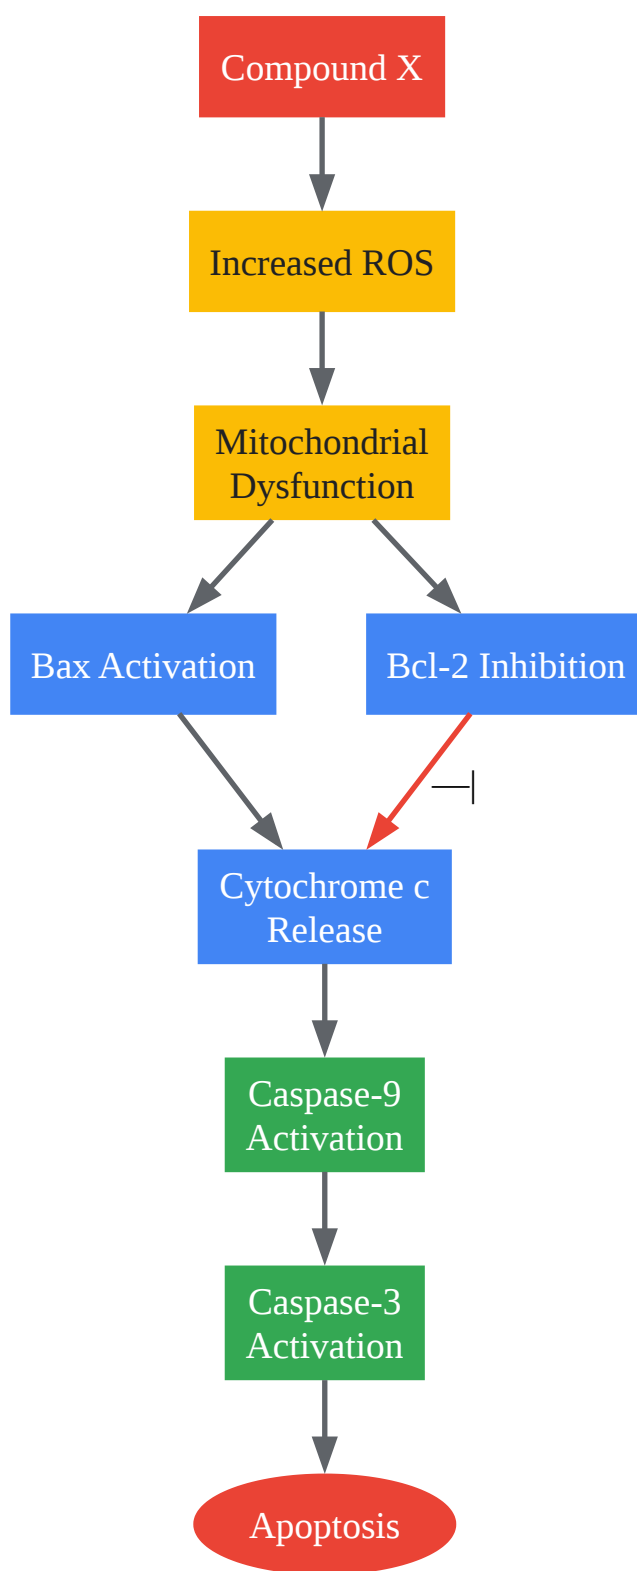 Compound X
Increased ROS
Mitochondrial
Dysfunction
Bax Activation
Bcl-2 Inhibition
⊣
Cytochrome c
Release
Caspase-9
Activation
Caspase-3
Activation
Apoptosis